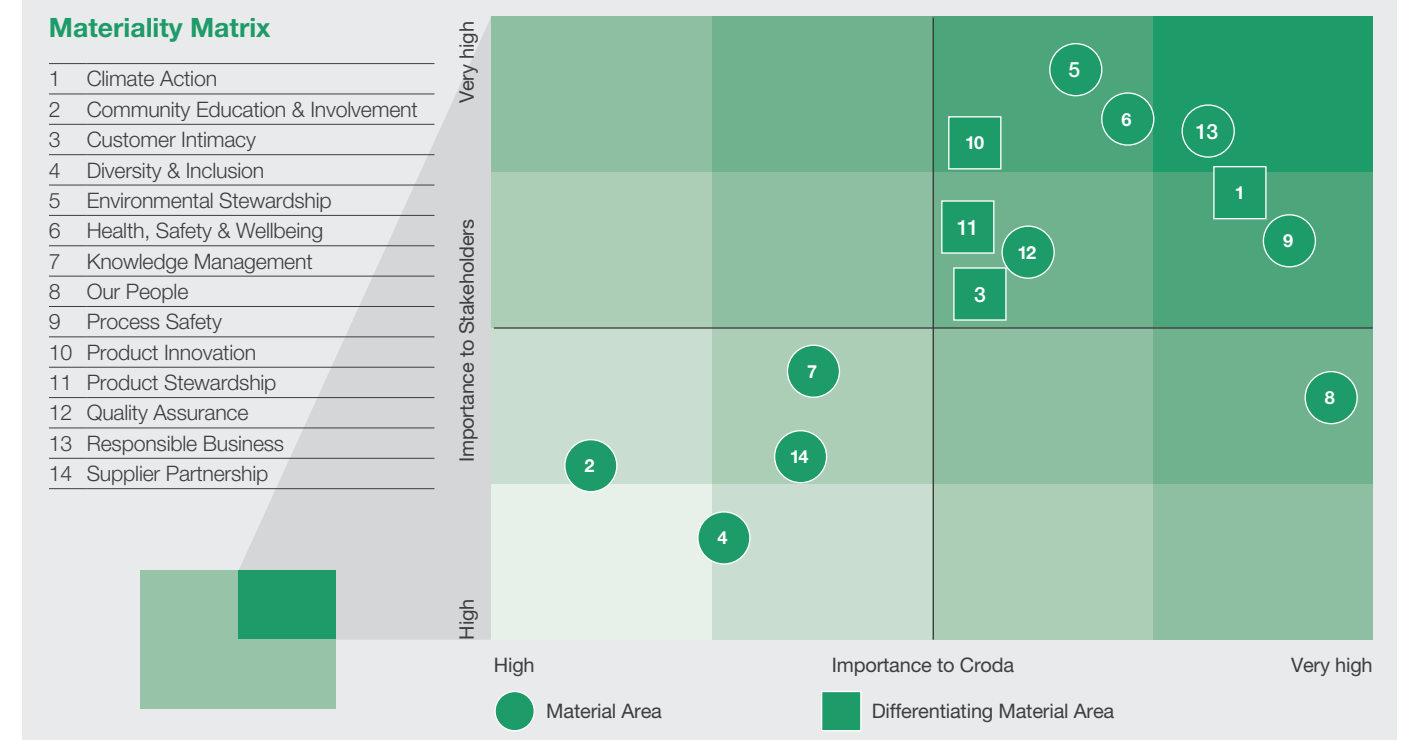 Materiality Matrix
1 Climate Action
2 Community Education & Involvement
3 Customer Intimacy
4 Diversity & Inclusion
5 Environmental Stewardship
6 Health, Safety & Wellbeing
7 Knowledge Management
8 Our People
9 Process Safety
10 Product Innovation
11 Product Stewardship
12 Quality Assurance
13 Responsible Business
14 Supplier Partnership
Very high
Importance to Stakeholders
High
5
6
13
10
1
11
9
12
3
7
8
14
2
4
High
Importance to Croda
Very high
Material Area
Differentiating Material Area